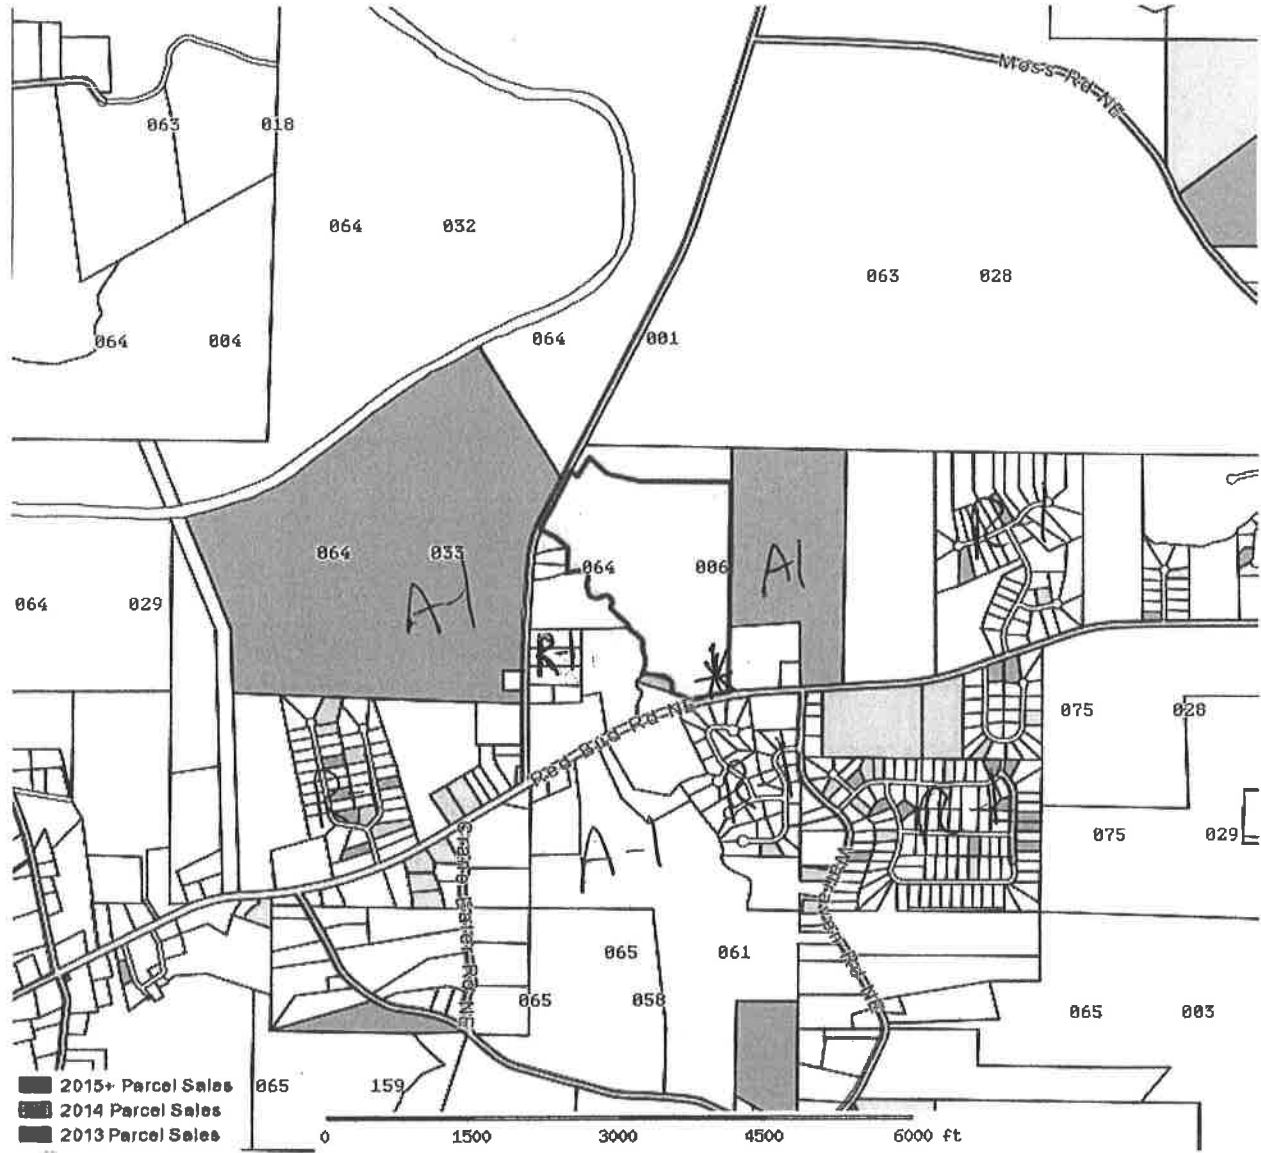 Moss Rd NE
063 018
064 032
063 028
064 004
064 001
064 033
A-1
064 006
A1
064 029
R-1
Red Bud Rd NE
075 028
A-1
075 029
065 061
065 058
065 003
065 159
2015+ Parcel Sales
2014 Parcel Sales
2013 Parcel Sales
0 1500 3000 4500 6000 ft